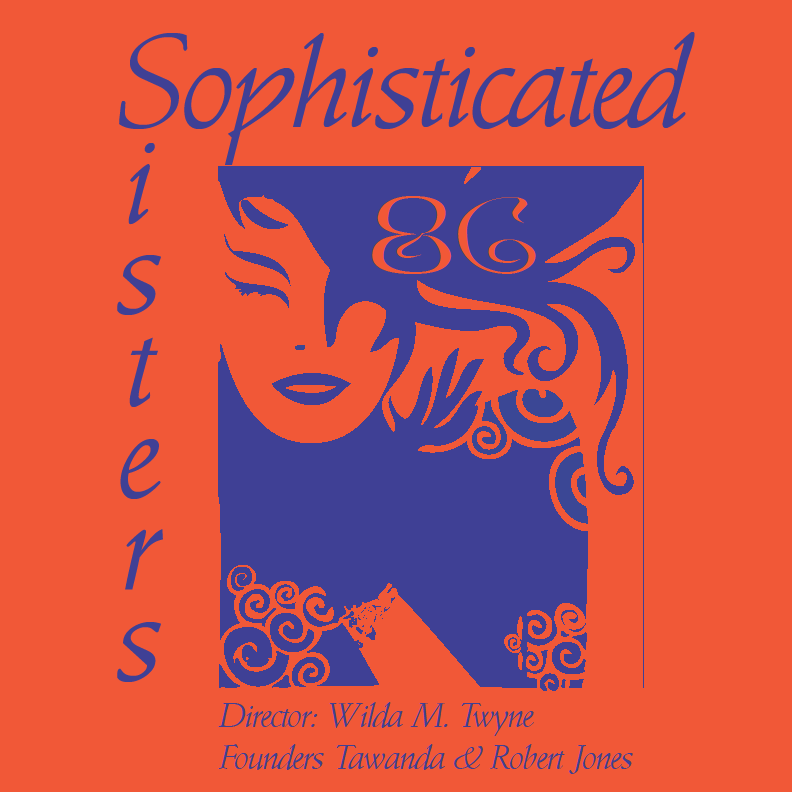 Sophisticated
Sisters
86
Director: Wilda M. Twyne
Founders Tawanda & Robert Jones